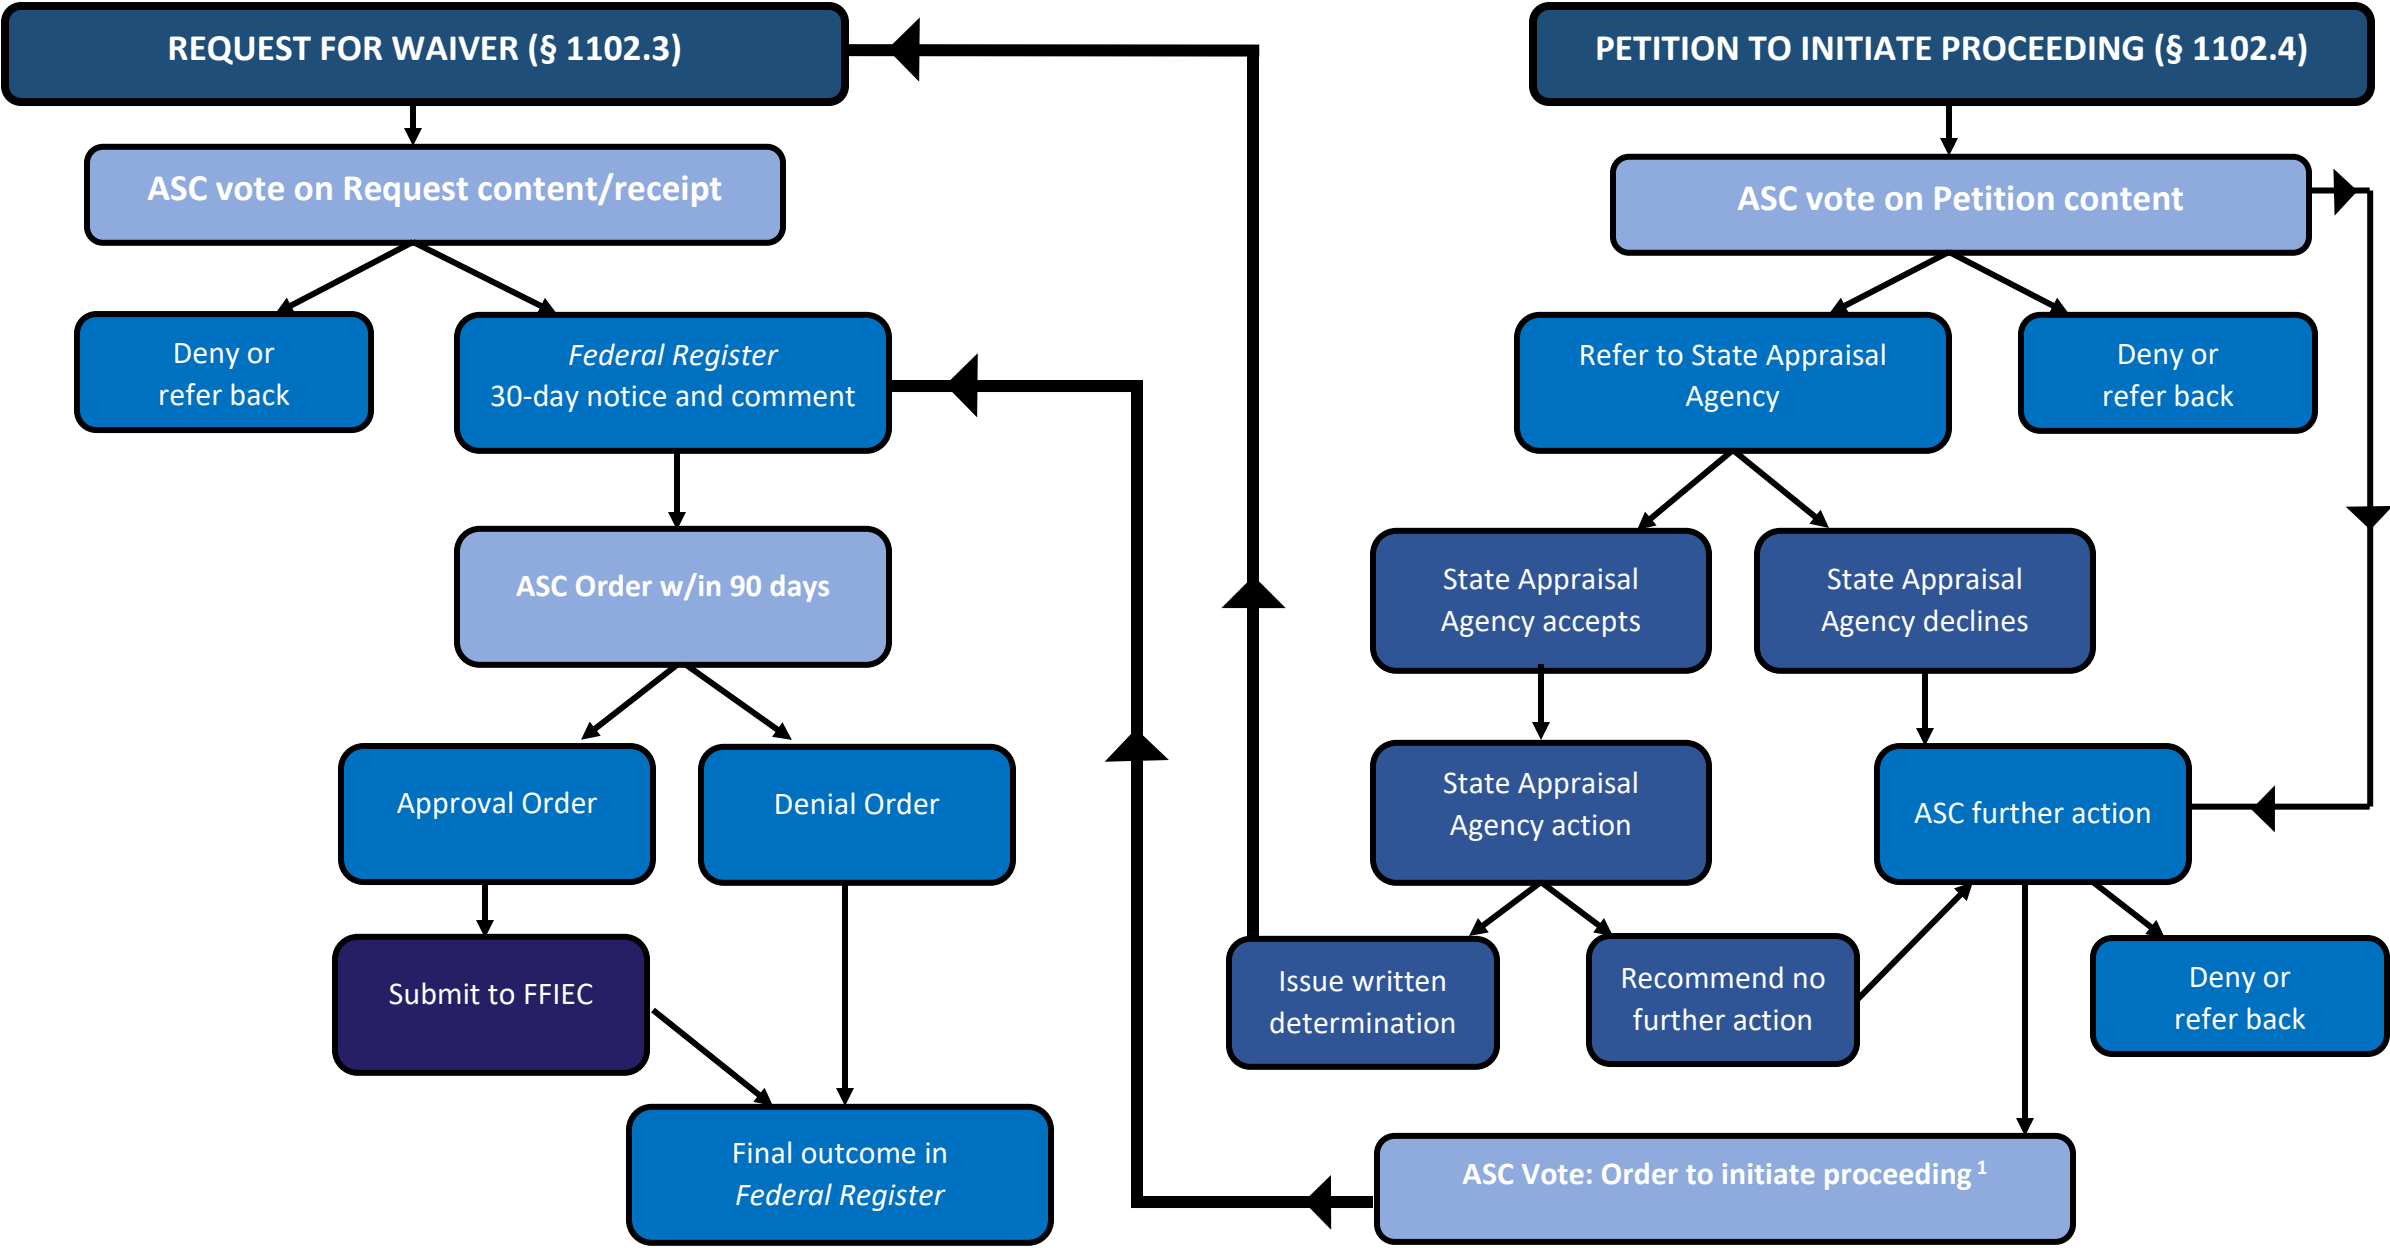 REQUEST FOR WAIVER (§ 1102.3)
PETITION TO INITIATE PROCEEDING (§ 1102.4)
ASC vote on Request content/receipt
ASC vote on Petition content
Deny or
refer back
Federal Register
30-day notice and comment
Refer to State Appraisal
Agency
Deny or
refer back
ASC Order w/in 90 days
State Appraisal
Agency accepts
State Appraisal
Agency declines
Approval Order
Denial Order
State Appraisal
Agency action
ASC further action
Submit to FFIEC
Issue written
determination
Recommend no
further action
Deny or
refer back
Final outcome in
Federal Register
ASC Vote: Order to initiate proceeding 1